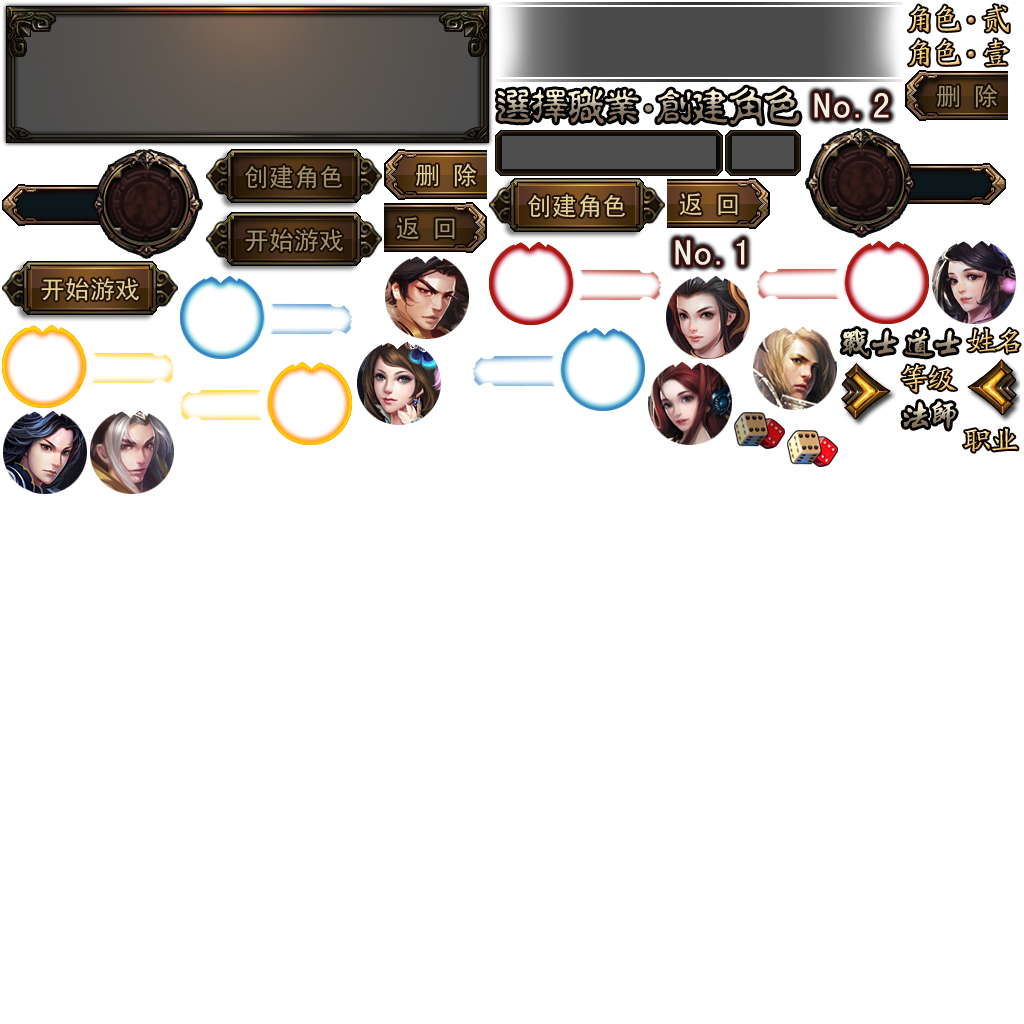 角色·贰
角色·壹
删 除
選擇職業·創建角色
No.2
创建角色
删 除
创建角色
返 回
开始游戏
返 回
No.1
开始游戏
戰士
道士
姓名
等级
法師
职业